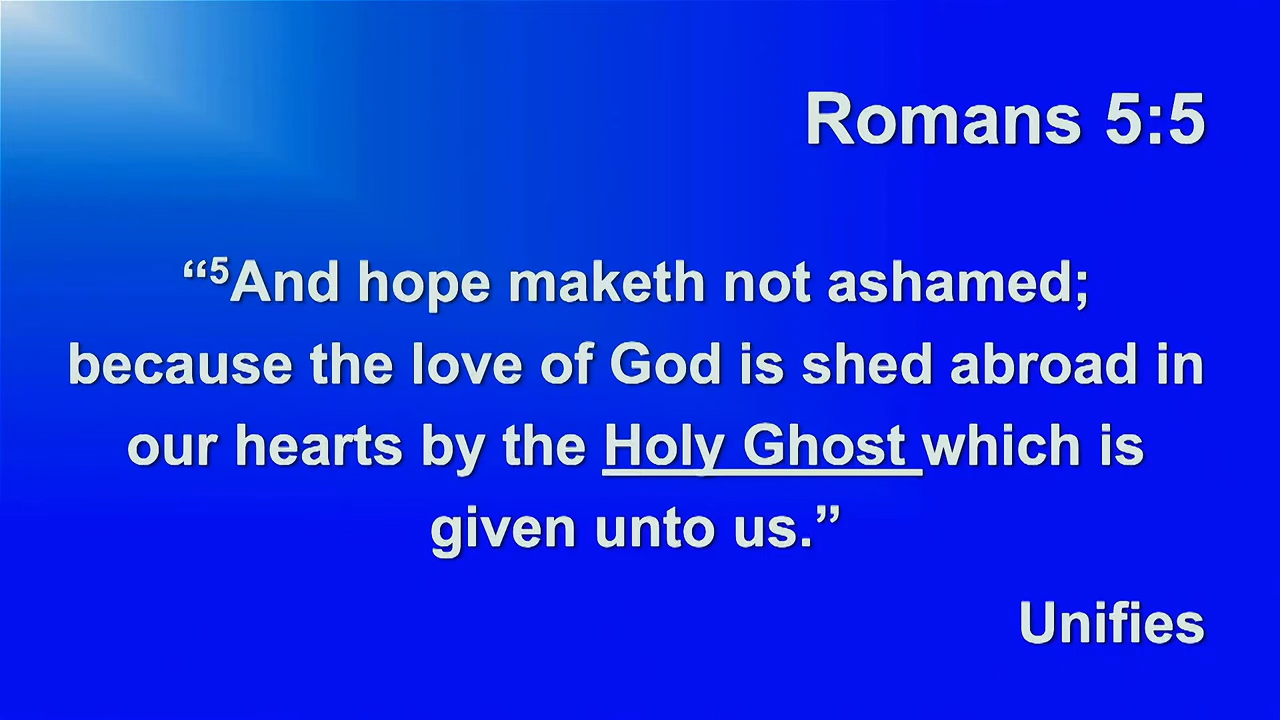 Romans 5:5
“⁵And hope maketh not ashamed;
because the love of God is shed abroad in
our hearts by the Holy Ghost which is
given unto us.”
Unifies